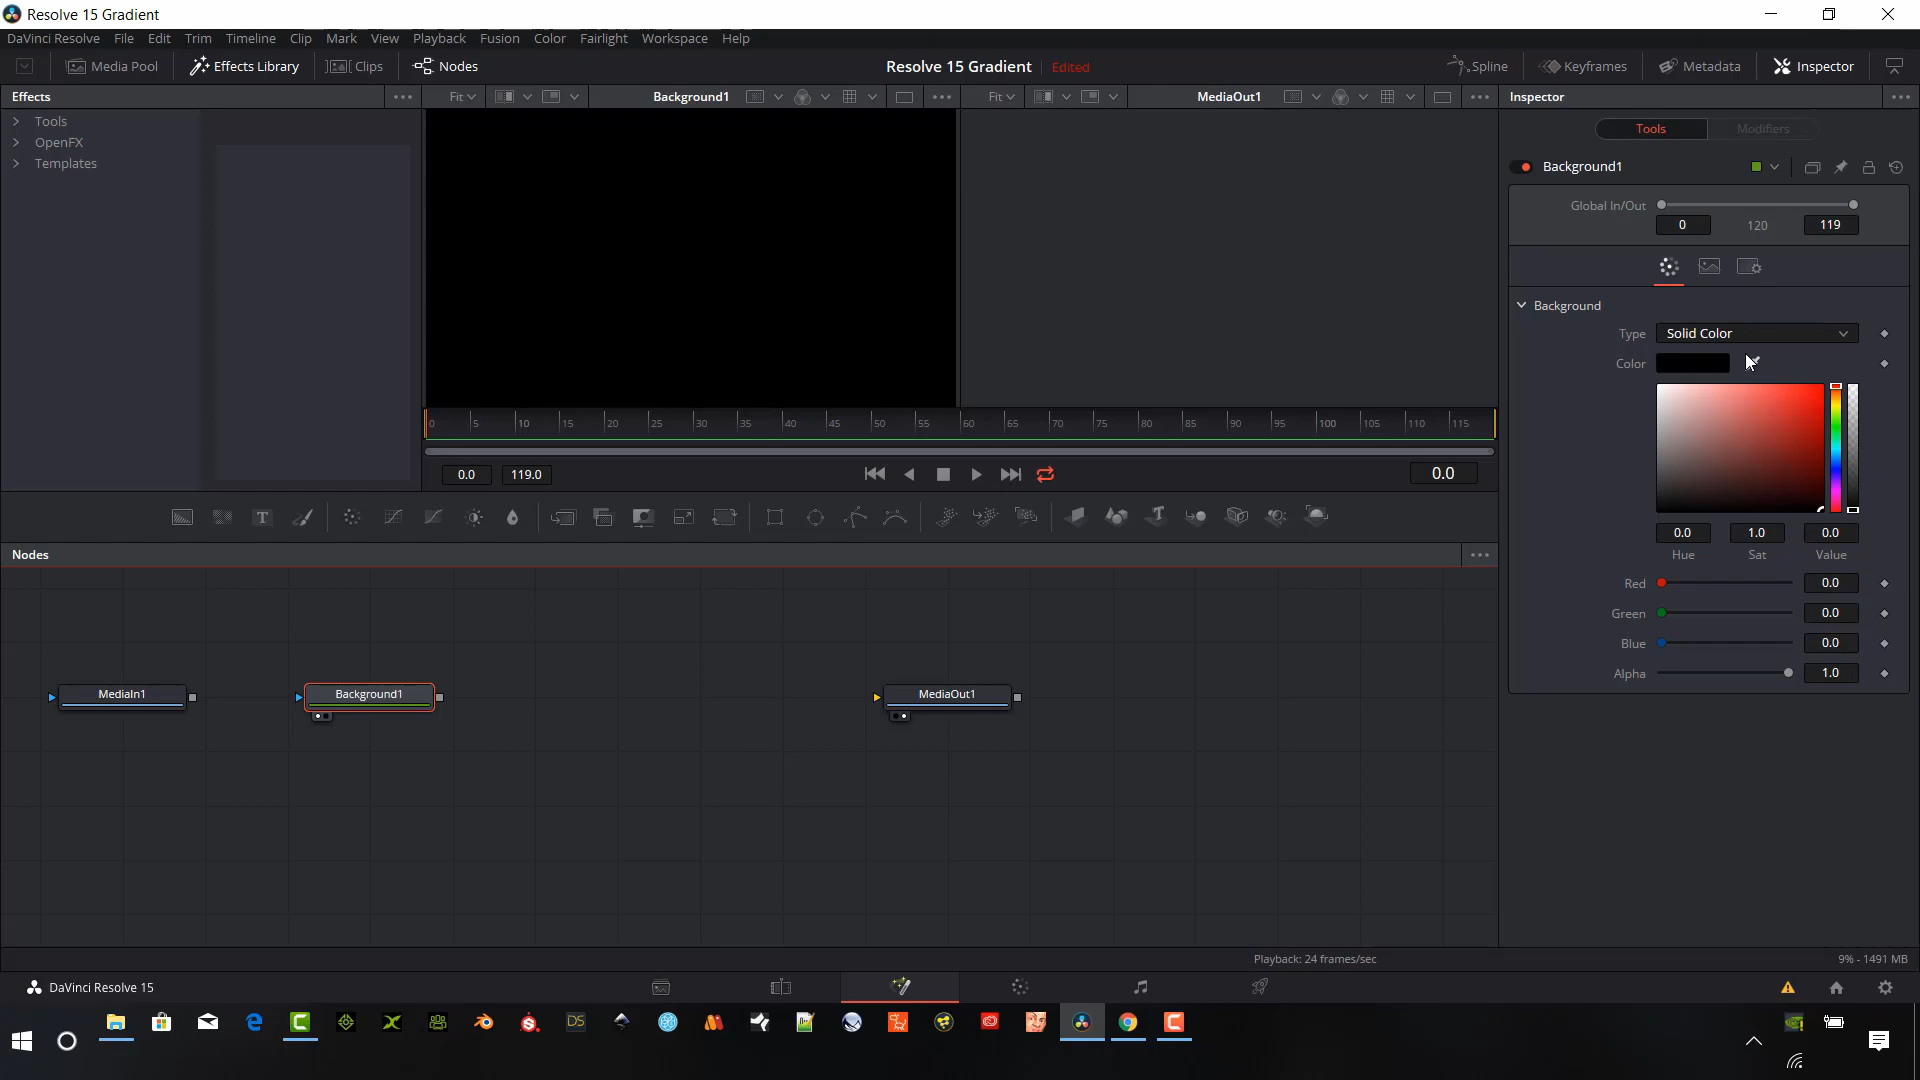 Resolve 15 Gradient
DaVinci Resolve File Edit Trim Timeline Clip Mark View Playback Fusion Color Fairlight Workspace Help
Media Pool Effects Library Clips Nodes Resolve 15 Gradient Edited Spline Keyframes Metadata Inspector
Effects Fit Background1 Fit MediaOut1 Inspector
Tools
OpenFX
Templates
Tools Modifiers
Background1
Global In/Out
0 120 119
Background
Type Solid Color
Color
0 5 10 15 20 25 30 35 40 45 50 55 60 65 70 75 80 85 90 95 100 105 110 115
0.0 119.0 0.0
T
0.0 1.0 0.0
Hue Sat Value
Nodes
Red 0.0
Green 0.0
Blue 0.0
Alpha 1.0
MediaIn1 Background1 MediaOut1
Playback: 24 frames/sec 9% - 1491 MB
DaVinci Resolve 15
DS